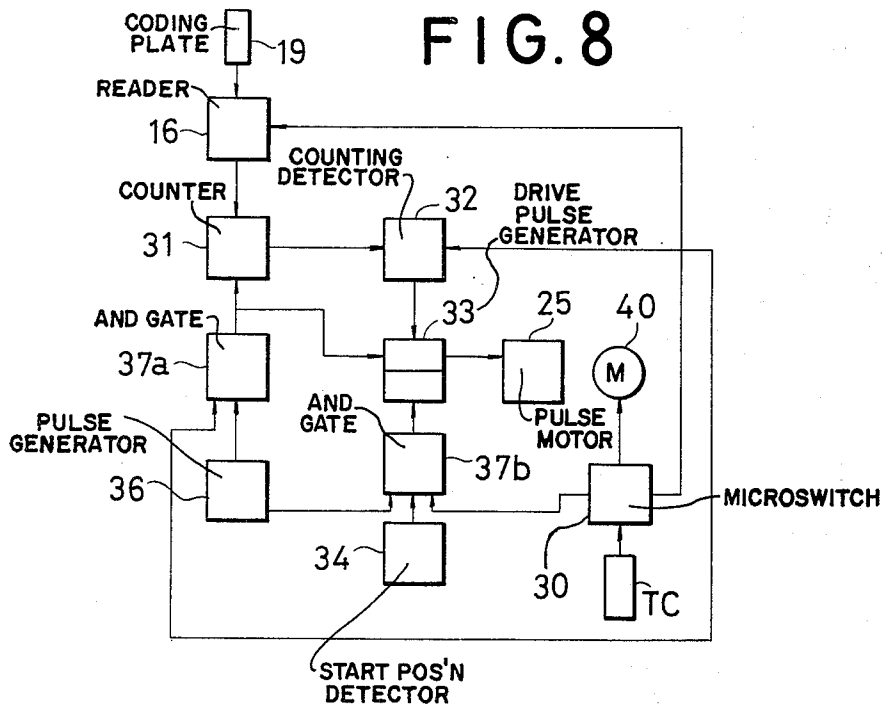 FIG. 8
CODING
PLATE
19
READER
16
COUNTING
DETECTOR
COUNTER
32
DRIVE
PULSE
GENERATOR
31
33
25
40
AND GATE
37a
M
AND
GATE
PULSE
MOTOR
PULSE
GENERATOR
37b
36
MICROSWITCH
34
30
TC
START POS'N
DETECTOR